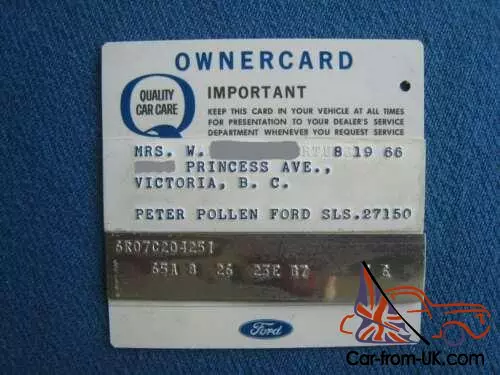 OWNERCARD
QUALITY
CAR CARE
IMPORTANT
KEEP THIS CARD IN YOUR VEHICLE AT ALL TIMES
FOR PRESENTATION TO YOUR DEALER'S SERVICE
DEPARTMENT WHENEVER YOU REQUEST SERVICE
MRS. W. 8 19 66
PRINCESS AVE.,
VICTORIA, B. C.
PETER POLLEN FORD SLS.27150
6R07C204251
65A 8 26 25E 87 &
Ford
Car-from-UK.com